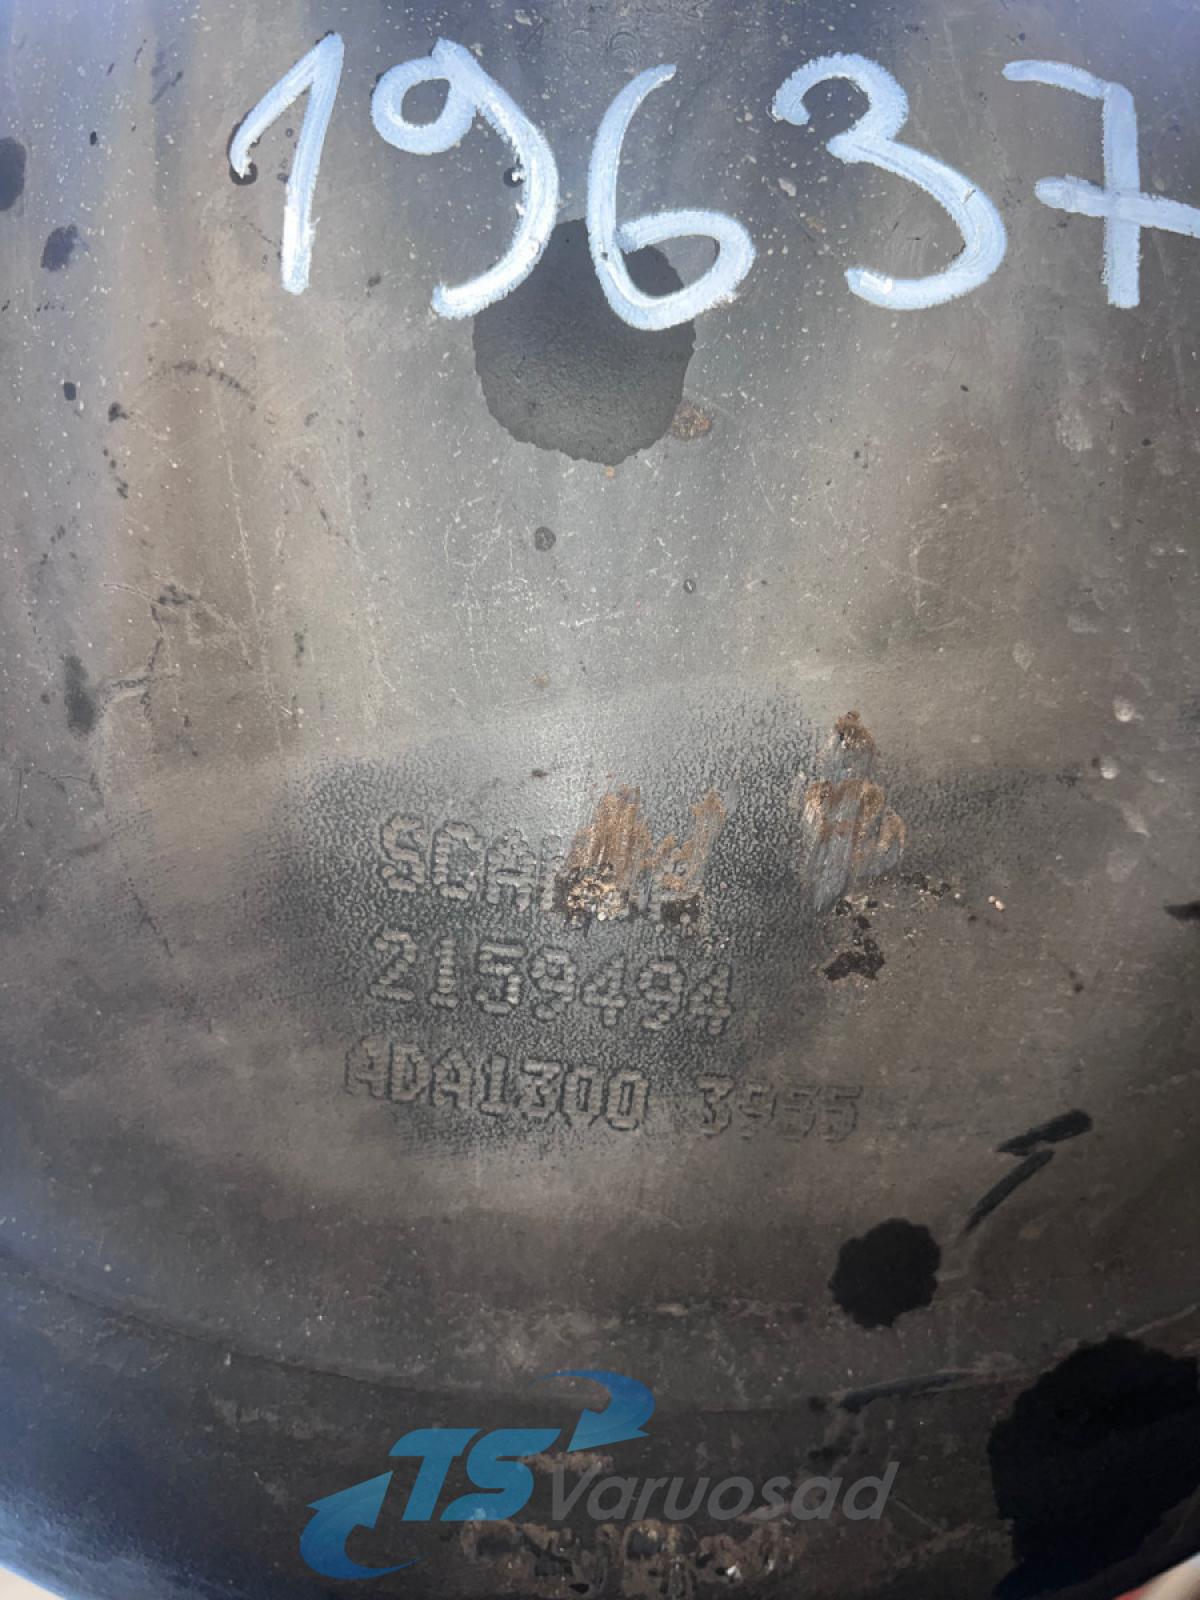 19637
SCANIA
2159494
ADA1300 3955
TS Varuosad